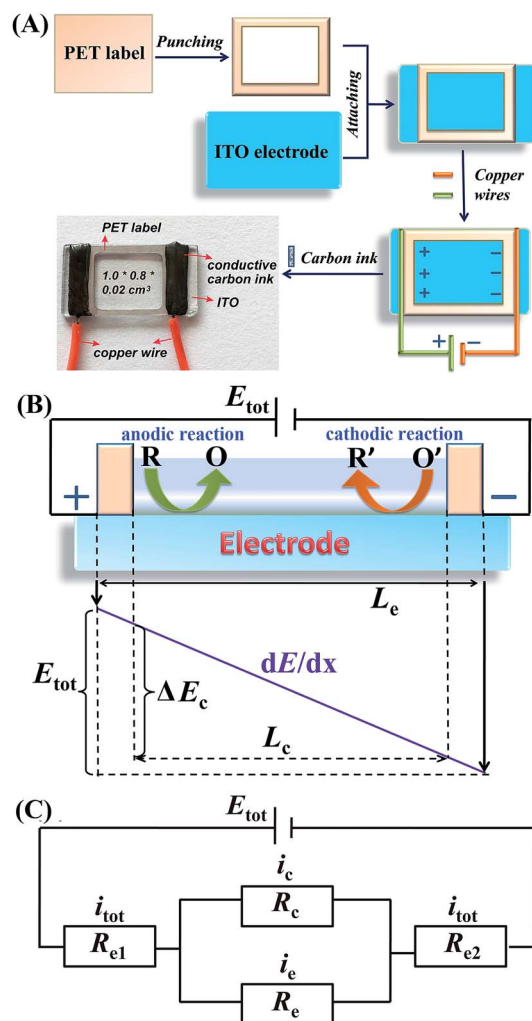 (A)
PET label
Punching
Attaching
ITO electrode
Copper
wires
PET label
1.0 * 0.8 *
0.02 cm³
conductive
carbon ink
ITO
copper wire
Carbon ink
+ −
+ −
+ −
+ −
(B)
E_tot
anodic reaction
cathodic reaction
R O R′ O′
+ −
Electrode
L_e
dE/dx
E_tot
ΔE_c
L_c
(C)
E_tot
i_c
i_tot R_c i_tot
R_e1 i_e R_e2
R_e